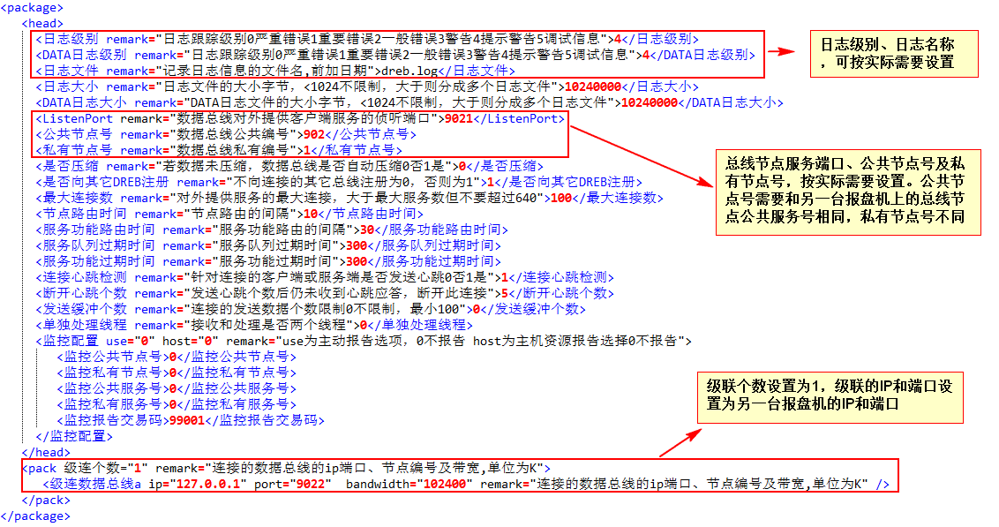 <package>
<head>
<日志级别 remark="日志跟踪级别0严重错误1重要错误2一般错误3警告4提示警告5调试信息">4</日志级别>
<DATA日志级别 remark="日志跟踪级别0严重错误1重要错误2一般错误3警告4提示警告5调试信息">4</DATA日志级别>
<日志文件 remark="记录日志信息的文件名,前加日期">dreb.log</日志文件>
日志级别、日志名称
，可按实际需要设置
<日志大小 remark="日志文件的大小字节，<1024不限制，大于则分成多个日志文件">10240000</日志大小>
<DATA日志大小 remark="DATA日志文件的大小字节，<1024不限制，大于则分成多个日志文件">10240000</DATA日志大小>
<ListenPort remark="数据总线对外提供客户端服务的侦听端口">9021</ListenPort>
<公共节点号 remark="数据总线公共编号">902</公共节点号>
<私有节点号 remark="数据总线私有编号">1</私有节点号>
总线节点服务端口、公共节点号及私
有节点号，按实际需要设置。公共节
点号需要和另一台报盘机上的总线节
点公共服务号相同，私有节点号不同
<是否压缩 remark="若数据未压缩，数据总线是否自动压缩0否1是">0</是否压缩>
<是否向其它DREB注册 remark="不向连接的其它总线注册为0，否则为1">1</是否向其它DREB注册>
<最大连接数 remark="对外提供服务的最大连接，大于最大服务数但不要超过640">100</最大连接数>
<节点路由时间 remark="节点路由的间隔">10</节点路由时间>
<服务功能路由时间 remark="服务功能路由的间隔">30</服务功能路由时间>
<服务队列过期时间 remark="服务队列过期时间">300</服务队列过期时间>
<服务功能过期时间 remark="服务功能过期时间">300</服务功能过期时间>
<连接心跳检测 remark="针对连接的客户端或服务端是否发送心跳0否1是">1</连接心跳检测>
<断开心跳个数 remark="发送心跳个数后仍未收到心跳应答，断开此连接">5</断开心跳个数>
<发送缓冲个数 remark="连接的发送数据个数限制0不限制，最小100">0</发送缓冲个数>
<单独处理线程 remark="接收和处理是否两个线程">0</单独处理线程>
<监控配置 use="0" host="0" remark="use为主动报告选项，0不报告 host为主机资源报告选择0不报告">
<监控公共节点号>0</监控公共节点号>
<监控私有节点号>0</监控私有节点号>
<监控公共服务号>0</监控公共服务号>
<监控私有服务号>0</监控私有服务号>
<监控报告交易码>99001</监控报告交易码>
</监控配置>
级联个数设置为1，级联的IP和端口设
置为另一台报盘机的IP和端口
</head>
<pack 级连个数="1" remark="连接的数据总线的ip端口、节点编号及带宽,单位为K">
<级连数据总线a ip="127.0.0.1" port="9022"  bandwidth="102400" remark="连接的数据总线的ip端口、节点编号及带宽,单位为K" />
</pack>
</package>